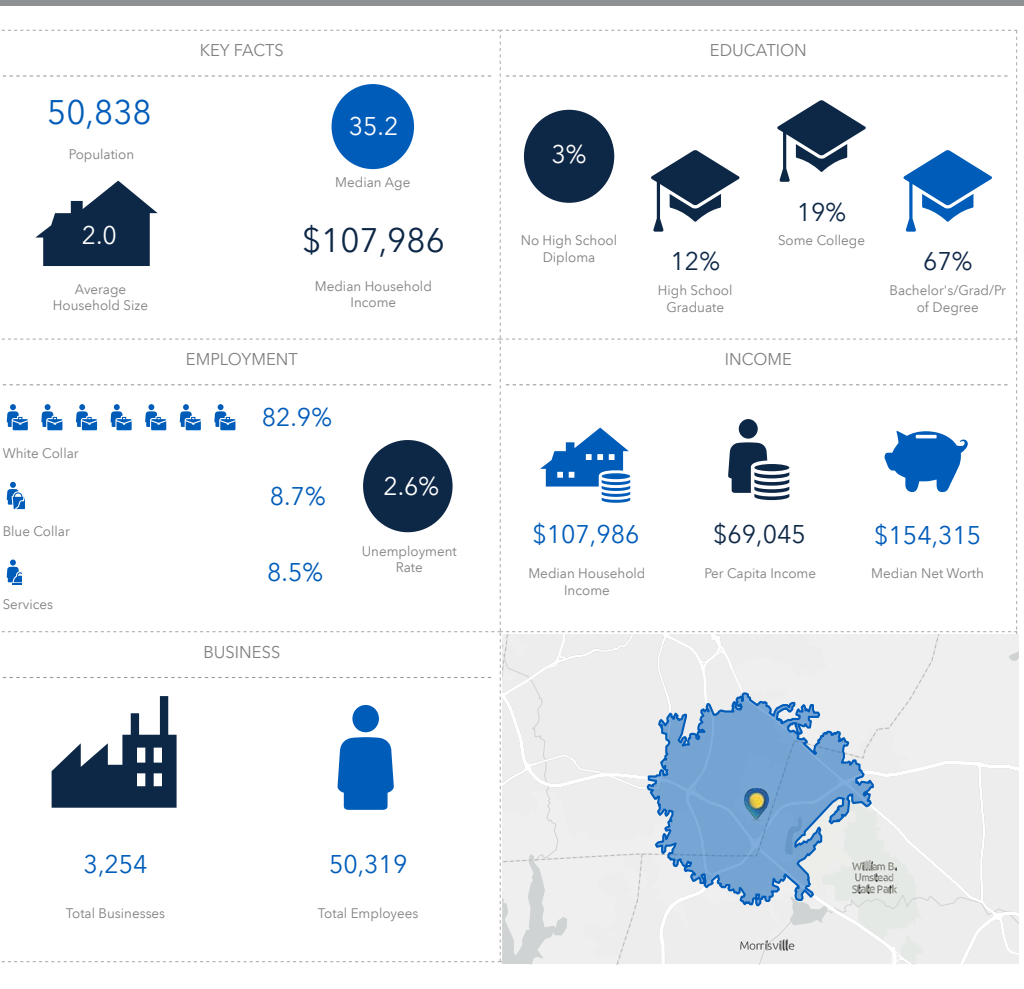 KEY FACTS
50,838
Population
35.2
Median Age
2.0
Average
Household Size
$107,986
Median Household
Income
EDUCATION
3%
No High School
Diploma
12%
High School
Graduate
19%
Some College
67%
Bachelor's/Grad/Pr
of Degree
EMPLOYMENT
82.9%
White Collar
8.7%
Blue Collar
8.5%
Services
2.6%
Unemployment
Rate
INCOME
$107,986
Median Household
Income
$69,045
Per Capita Income
$154,315
Median Net Worth
BUSINESS
3,254
Total Businesses
50,319
Total Employees
William B.
Umstead
State Park
Morrisville